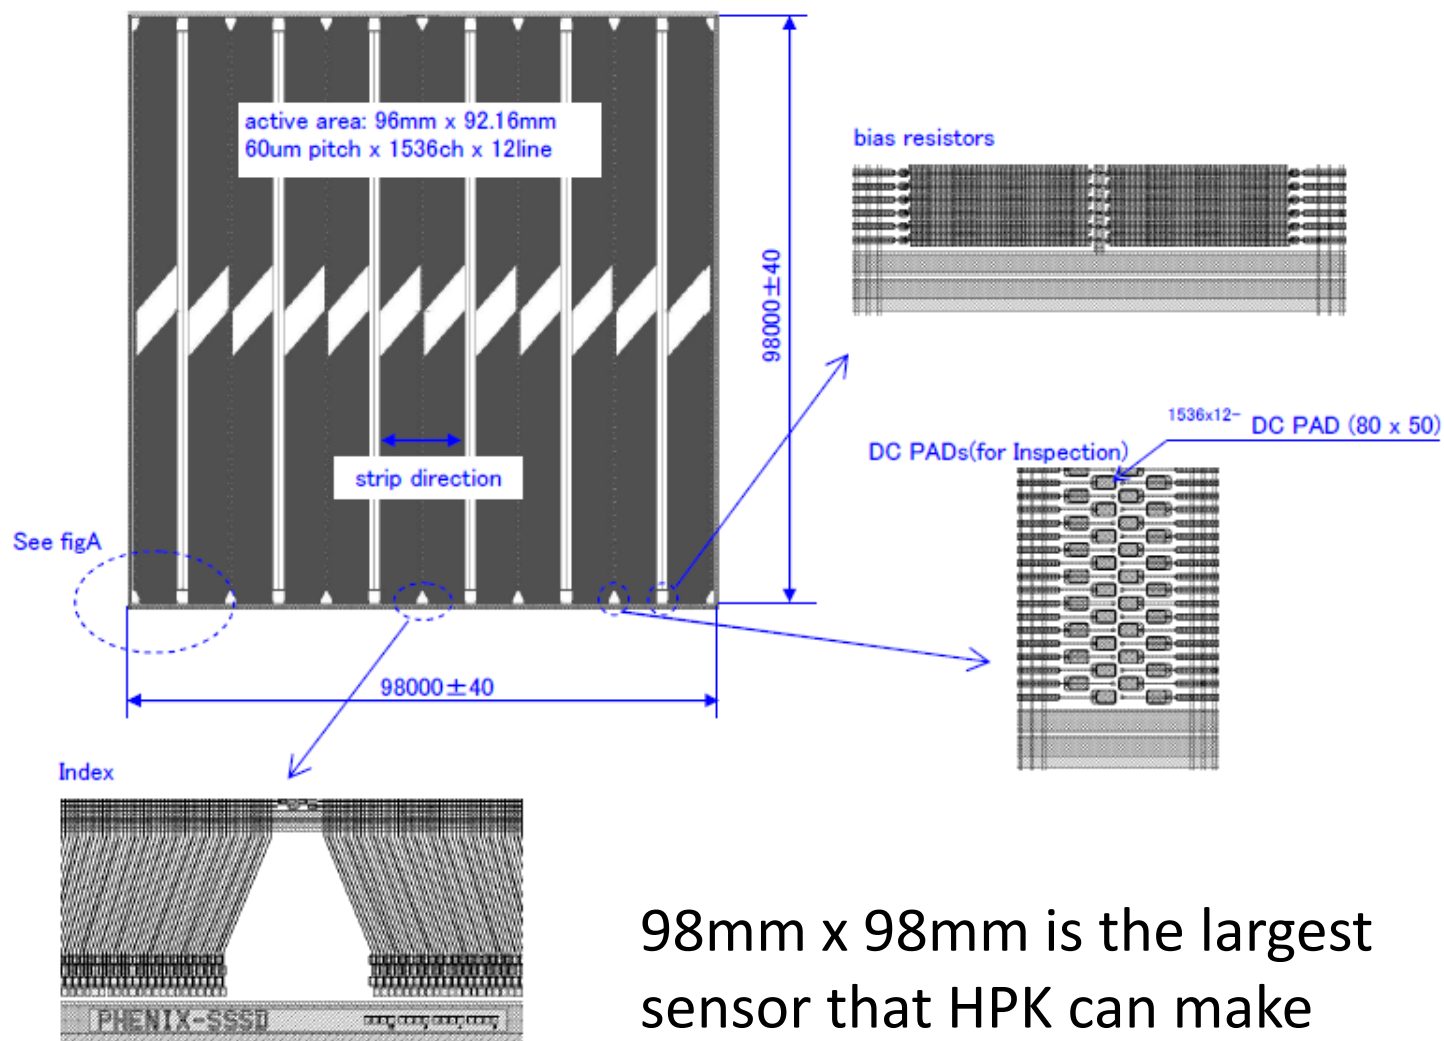 active area: 96mm x 92.16mm
60um pitch x 1536ch x 12line
bias resistors
98000±40
1536x12- DC PAD (80 x 50)
DC PADs(for Inspection)
strip direction
See figA
98000±40
Index
PHENIX-SSSD
98mm x 98mm is the largest
sensor that HPK can make